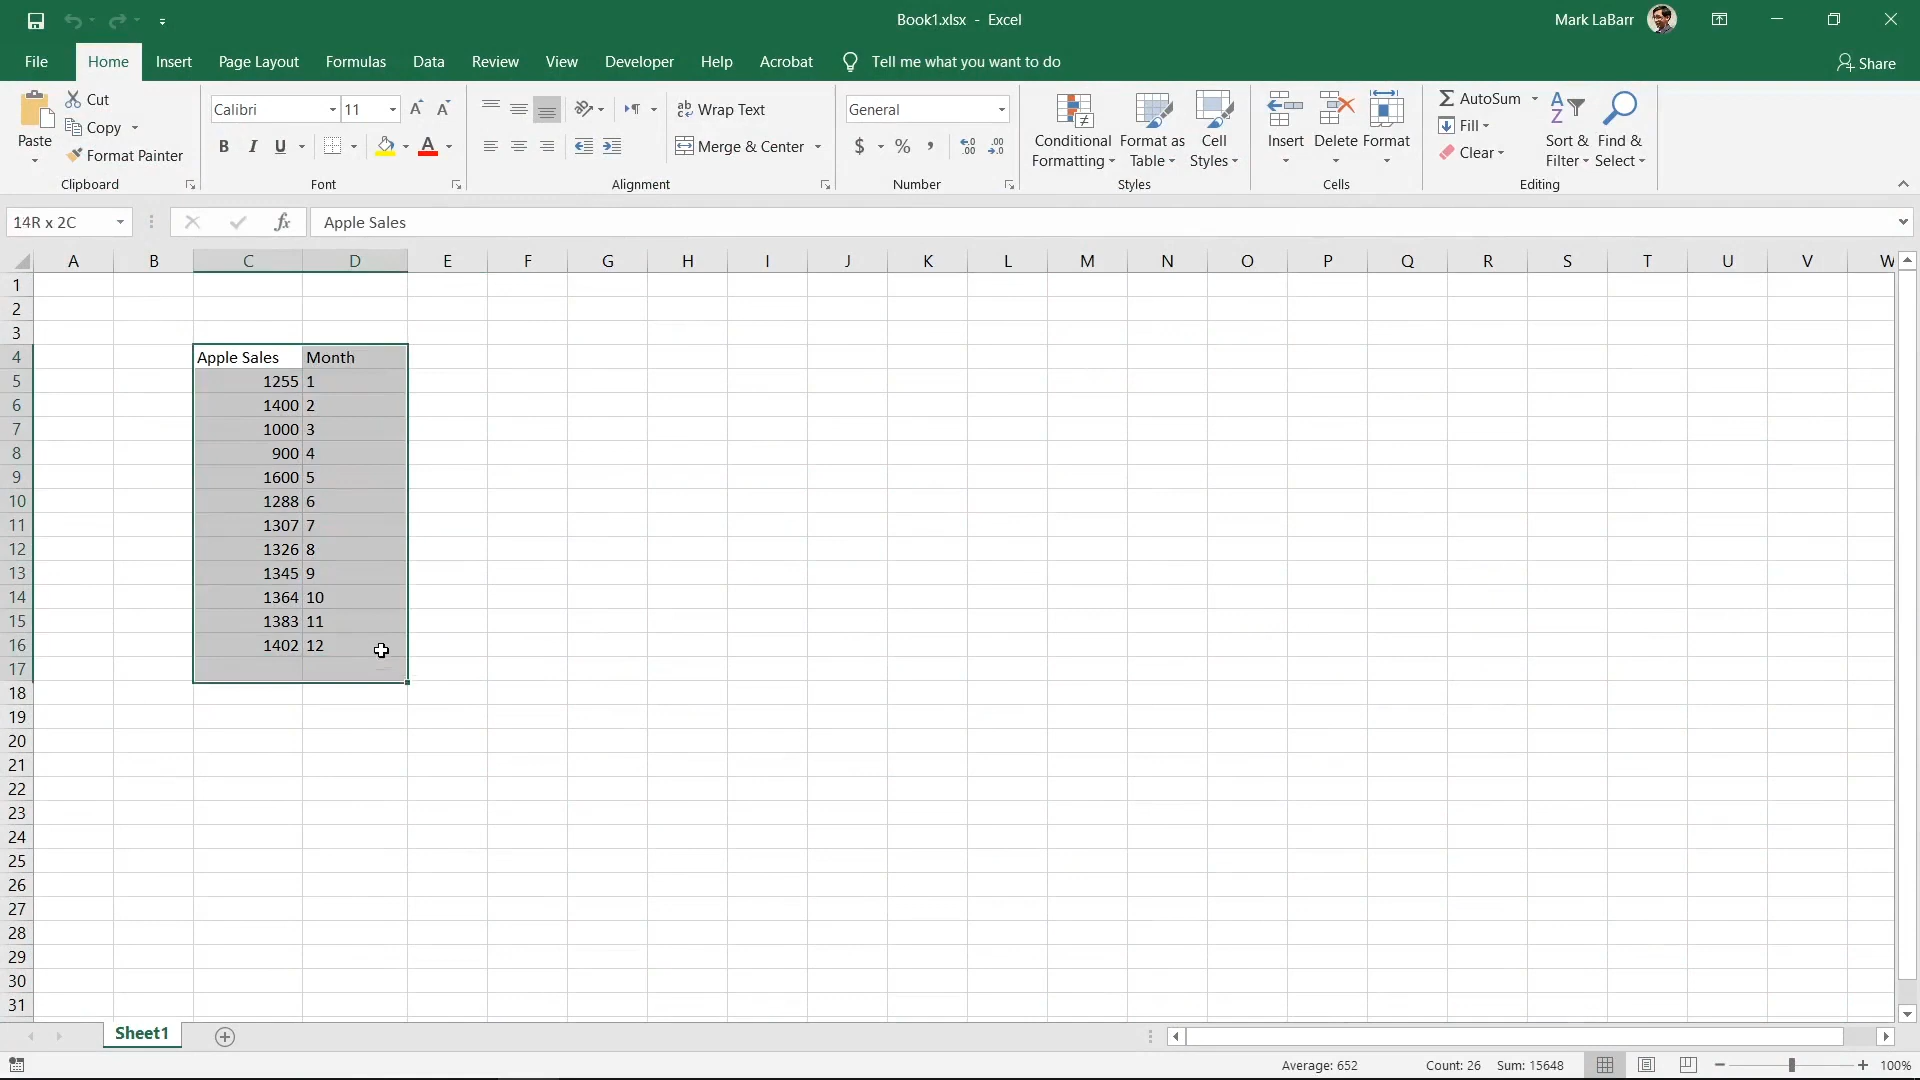 Book1.xlsx - Excel
Mark LaBarr
File Home Insert Page Layout Formulas Data Review View Developer Help Acrobat Tell me what you want to do Share
Paste
Cut
Copy
Format Painter
Clipboard
Calibri 11
B I U A
Font
ab Wrap Text
Merge & Center
Alignment
General
$ % , .00 .00
Number
Conditional Formatting
Format as Table
Cell Styles
Styles
Insert Delete Format
Cells
AutoSum
Fill
Clear
Sort & Filter
Find & Select
Editing
14R x 2C fx Apple Sales
A B C D E F G H I J K L M N O P Q R S T U V W
1
2
3
4 Apple Sales Month
5 1255 1
6 1400 2
7 1000 3
8 900 4
9 1600 5
10 1288 6
11 1307 7
12 1326 8
13 1345 9
14 1364 10
15 1383 11
16 1402 12
17
18
19
20
21
22
23
24
25
26
27
28
29
30
31
Sheet1
Average: 652 Count: 26 Sum: 15648 100%